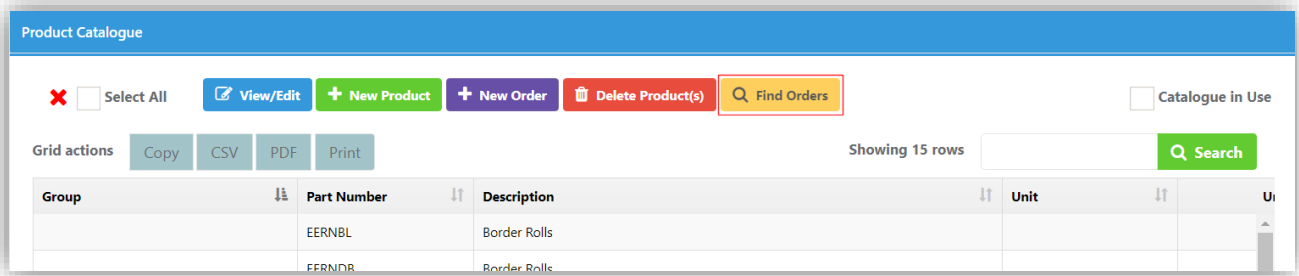 Product Catalogue
Select All View/Edit New Product New Order Delete Product(s) Find Orders Catalogue in Use
Grid actions Copy CSV PDF Print Showing 15 rows Search
Group Part Number Description Unit
EERNBL Border Rolls
EERNDB Border Rolls